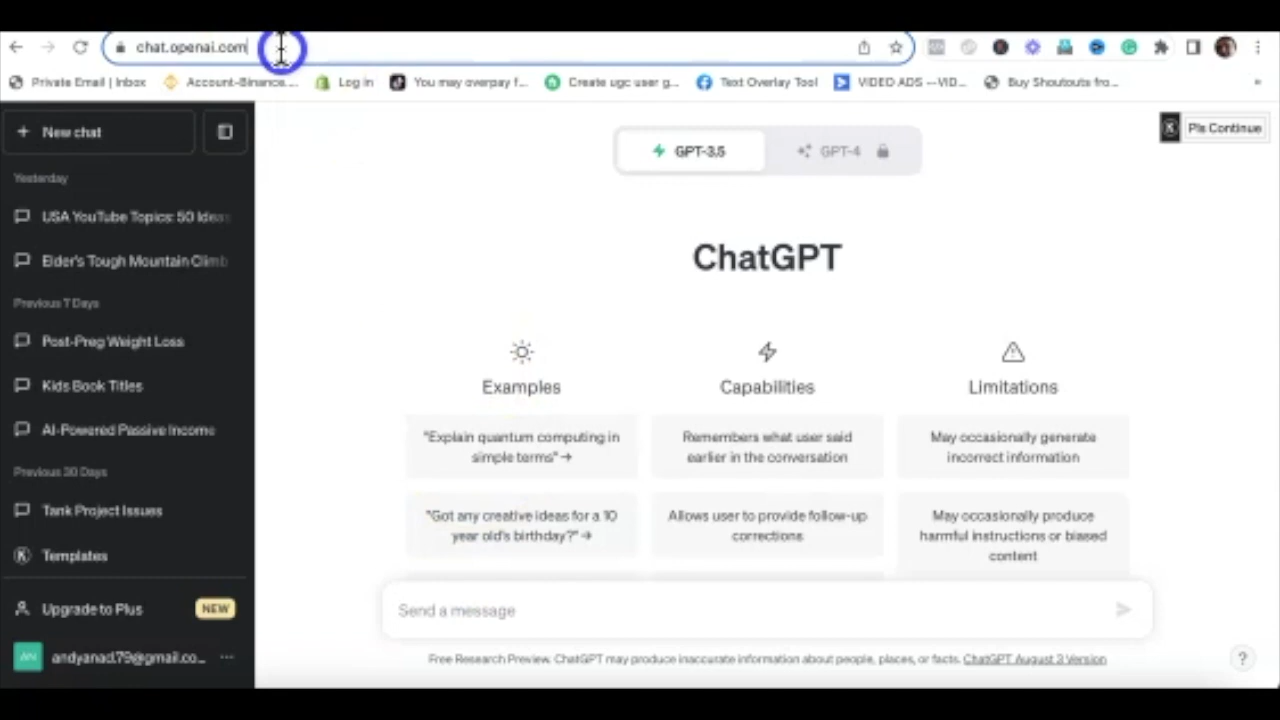 chat.openai.com
Private Email | Inbox
Account-Binance....
Log in
You may overpay f...
Create ugc user g...
Text Overlay Tool
VIDEO ADS ---VID...
Buy Shoutouts fro...
New chat
Pls Continue
GPT-3.5
GPT-4
Yesterday
USA YouTube Topics: 50 Ideas
Elder's Tough Mountain Climb
ChatGPT
Previous 7 Days
Post-Preg Weight Loss
Kids Book Titles
AI-Powered Passive Income
Previous 30 Days
Tank Project Issues
Templates
Upgrade to Plus
NEW
AN
andyanad.79@gmail.co...
Examples
"Explain quantum computing in
simple terms" →
"Got any creative ideas for a 10
year old's birthday?" →
Capabilities
Remembers what user said
earlier in the conversation
Allows user to provide follow-up
corrections
Limitations
May occasionally generate
incorrect information
May occasionally produce
harmful instructions or biased
content
Send a message
Free Research Preview. ChatGPT may produce inaccurate information about people, places, or facts. ChatGPT August 3 Version
?